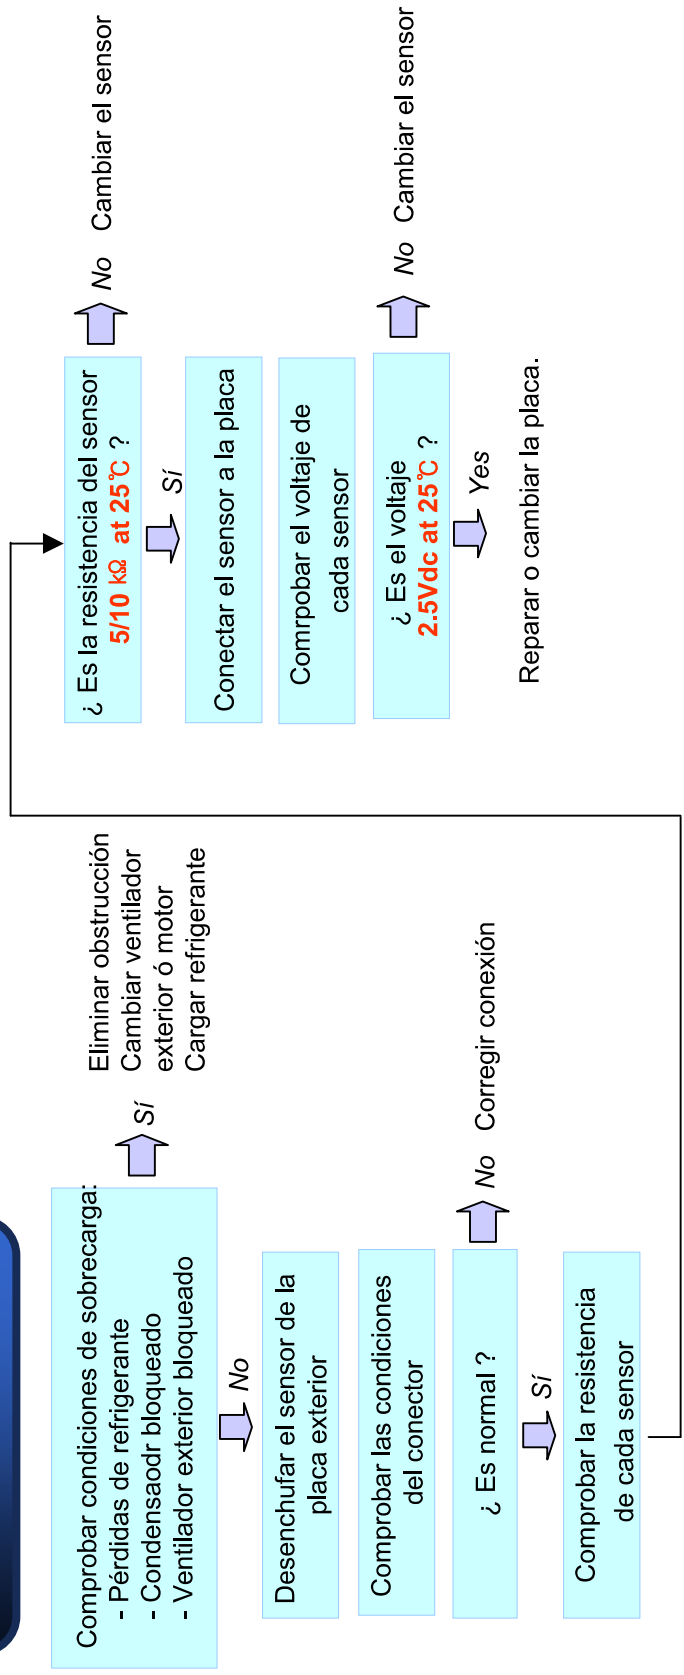 Comprobar condiciones de sobrecarga:
- Pérdidas de refrigerante
- Condensaodr bloqueado
- Ventilador exterior bloqueado
Sí
Eliminar obstrucción
Cambiar ventilador
exterior ó motor
Cargar refrigerante
No
Desenchufar el sensor de la
placa exterior
Comprobar las condiciones
del conector
¿ Es normal ?
No Corregir conexión
Sí
Comprobar la resistencia
de cada sensor
¿ Es la resistencia del sensor
5/10 kΩ at 25℃ ?
No Cambiar el sensor
Sí
Conectar el sensor a la placa
Comrpobar el voltaje de
cada sensor
¿ Es el voltaje
2.5Vdc at 25℃ ?
No Cambiar el sensor
Yes
Reparar o cambiar la placa.